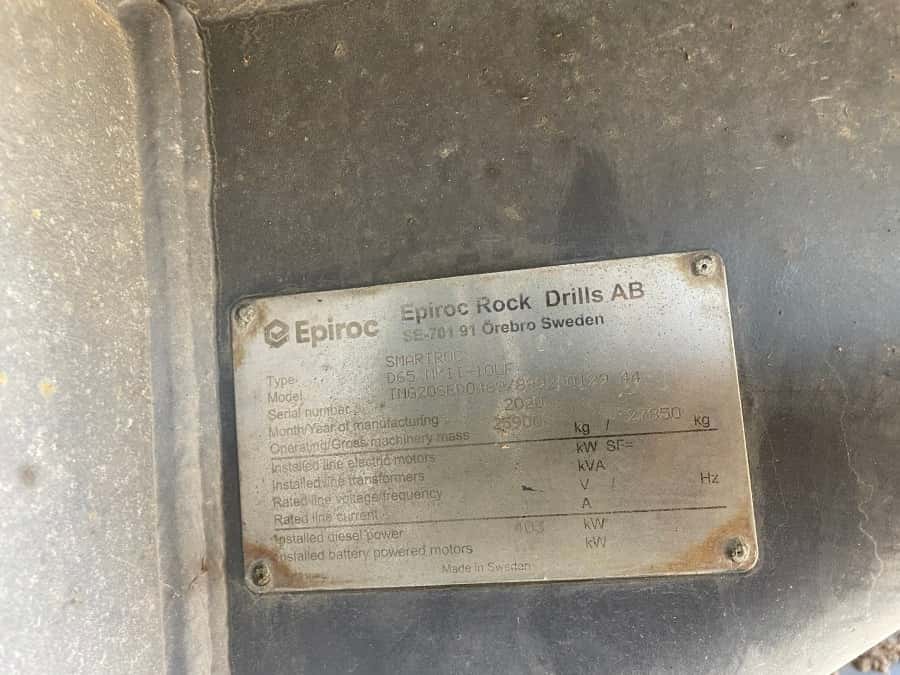 Epiroc Epiroc Rock Drills AB
SE-701 91 Örebro Sweden
Type SMARTROC
Model D65
Serial number
Month/Year of manufacturing 2020
Operating/Gross machinery mass 23900 kg / 27850 kg
Installed line electric motors kW SF=
Installed line transformers kVA
Rated line voltage/frequency V / Hz
Rated line current A
Installed diesel power 403 kW
Installed battery powered motors kW
Made in Sweden